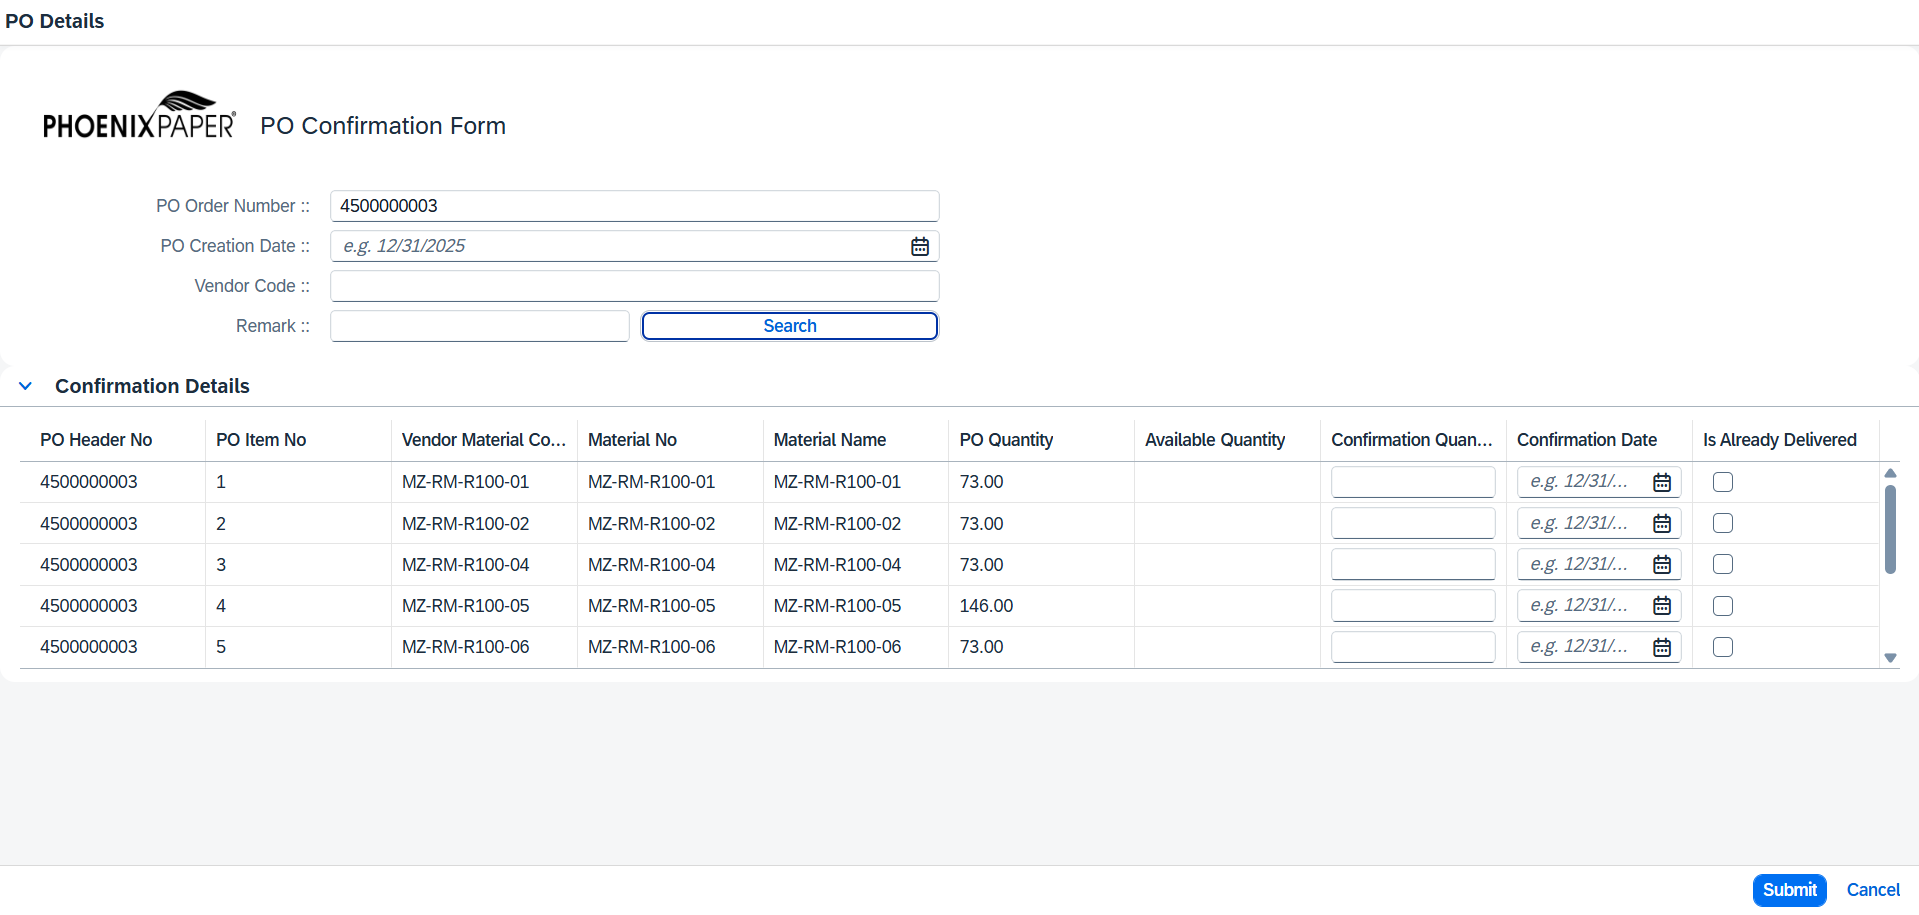 PO Details
PHOENIXPAPER®
PO Confirmation Form
PO Order Number :: 4500000003
PO Creation Date :: e.g. 12/31/2025
Vendor Code ::
Remark :: Search
Confirmation Details
PO Header No PO Item No Vendor Material Co... Material No Material Name PO Quantity Available Quantity Confirmation Quan... Confirmation Date Is Already Delivered
4500000003 1 MZ-RM-R100-01 MZ-RM-R100-01 MZ-RM-R100-01 73.00 e.g. 12/31/...
4500000003 2 MZ-RM-R100-02 MZ-RM-R100-02 MZ-RM-R100-02 73.00 e.g. 12/31/...
4500000003 3 MZ-RM-R100-04 MZ-RM-R100-04 MZ-RM-R100-04 73.00 e.g. 12/31/...
4500000003 4 MZ-RM-R100-05 MZ-RM-R100-05 MZ-RM-R100-05 146.00 e.g. 12/31/...
4500000003 5 MZ-RM-R100-06 MZ-RM-R100-06 MZ-RM-R100-06 73.00 e.g. 12/31/...
Submit Cancel